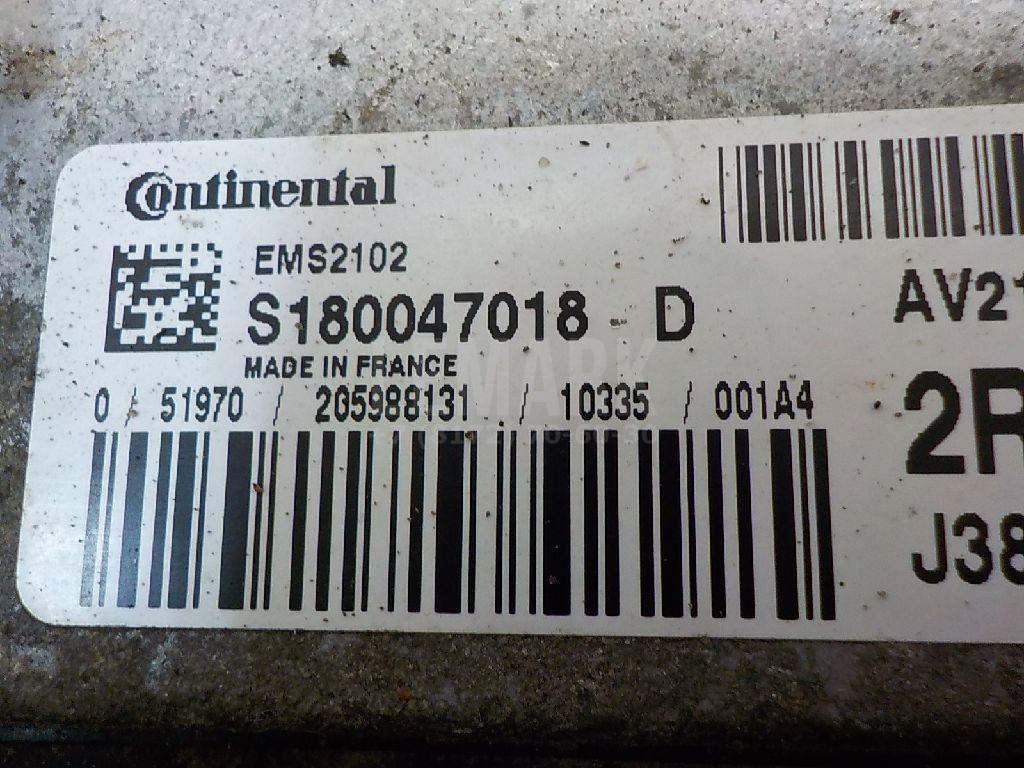 Continental
EMS2102
S180047018 D
MADE IN FRANCE
0 / 51970 / 205988131 / 10335 / 001A4
AV21
2R
J38